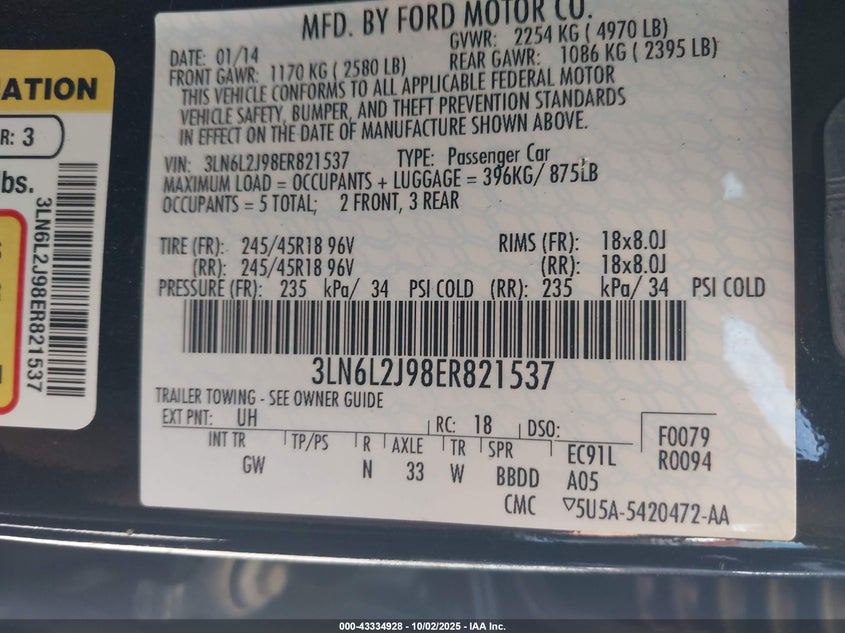 MFD. BY FORD MOTOR CO.
DATE: 01/14
GVWR: 2254 KG ( 4970 LB)
FRONT GAWR: 1170 KG ( 2580 LB)
REAR GAWR: 1086 KG ( 2395 LB)
THIS VEHICLE CONFORMS TO ALL APPLICABLE FEDERAL MOTOR
VEHICLE SAFETY, BUMPER, AND THEFT PREVENTION STANDARDS
IN EFFECT ON THE DATE OF MANUFACTURE SHOWN ABOVE.
VIN: 3LN6L2J98ER821537 TYPE: Passenger Car
MAXIMUM LOAD = OCCUPANTS + LUGGAGE = 396KG/ 875LB
OCCUPANTS = 5 TOTAL; 2 FRONT, 3 REAR
TIRE (FR): 245/45R18 96V RIMS (FR): 18x8.0J
(RR): 245/45R18 96V (RR): 18x8.0J
PRESSURE (FR): 235 kPa/ 34 PSI COLD (RR): 235 kPa/ 34 PSI COLD
3LN6L2J98ER821537
TRAILER TOWING - SEE OWNER GUIDE
EXT PNT: UH RC: 18 DSO:
INT TR TP/PS R AXLE TR SPR
GW N 33 W BBDD
CMC
EC91L
A05
F0079
R0094
5U5A-5420472-AA
ATION
R: 3
bs.
3LN6L2J98ER821537
000-43334928 - 10/02/2025 - IAA Inc.